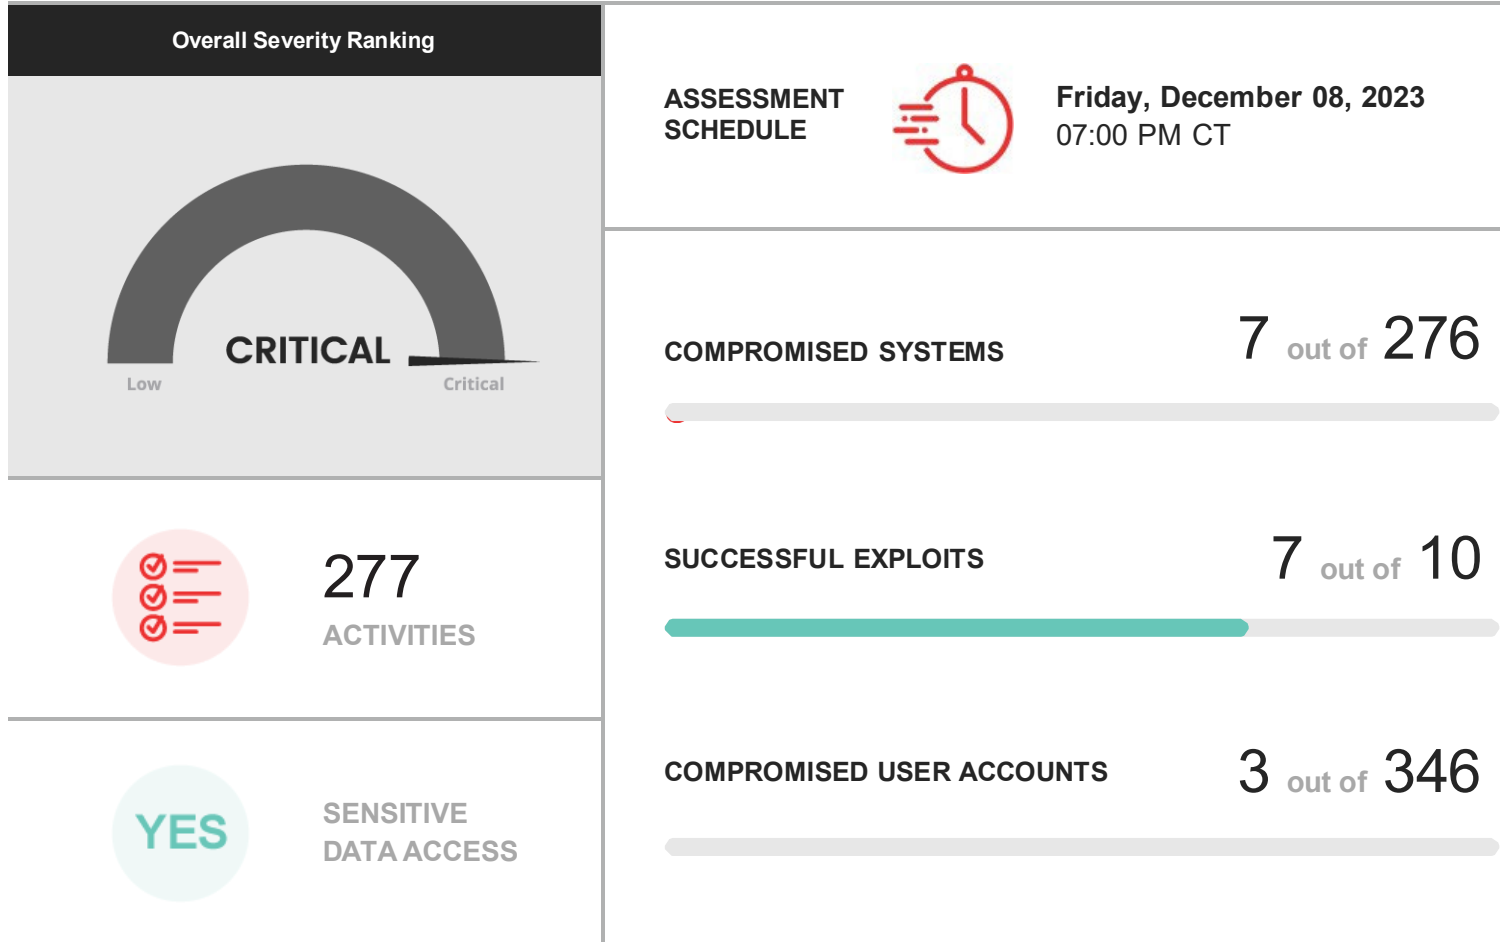 Overall Severity Ranking
CRITICAL
Low
Critical
277
ACTIVITIES
YES
SENSITIVE
DATA ACCESS
ASSESSMENT
SCHEDULE
Friday, December 08, 2023
07:00 PM CT
COMPROMISED SYSTEMS
7 out of 276
SUCCESSFUL EXPLOITS
7 out of 10
COMPROMISED USER ACCOUNTS
3 out of 346